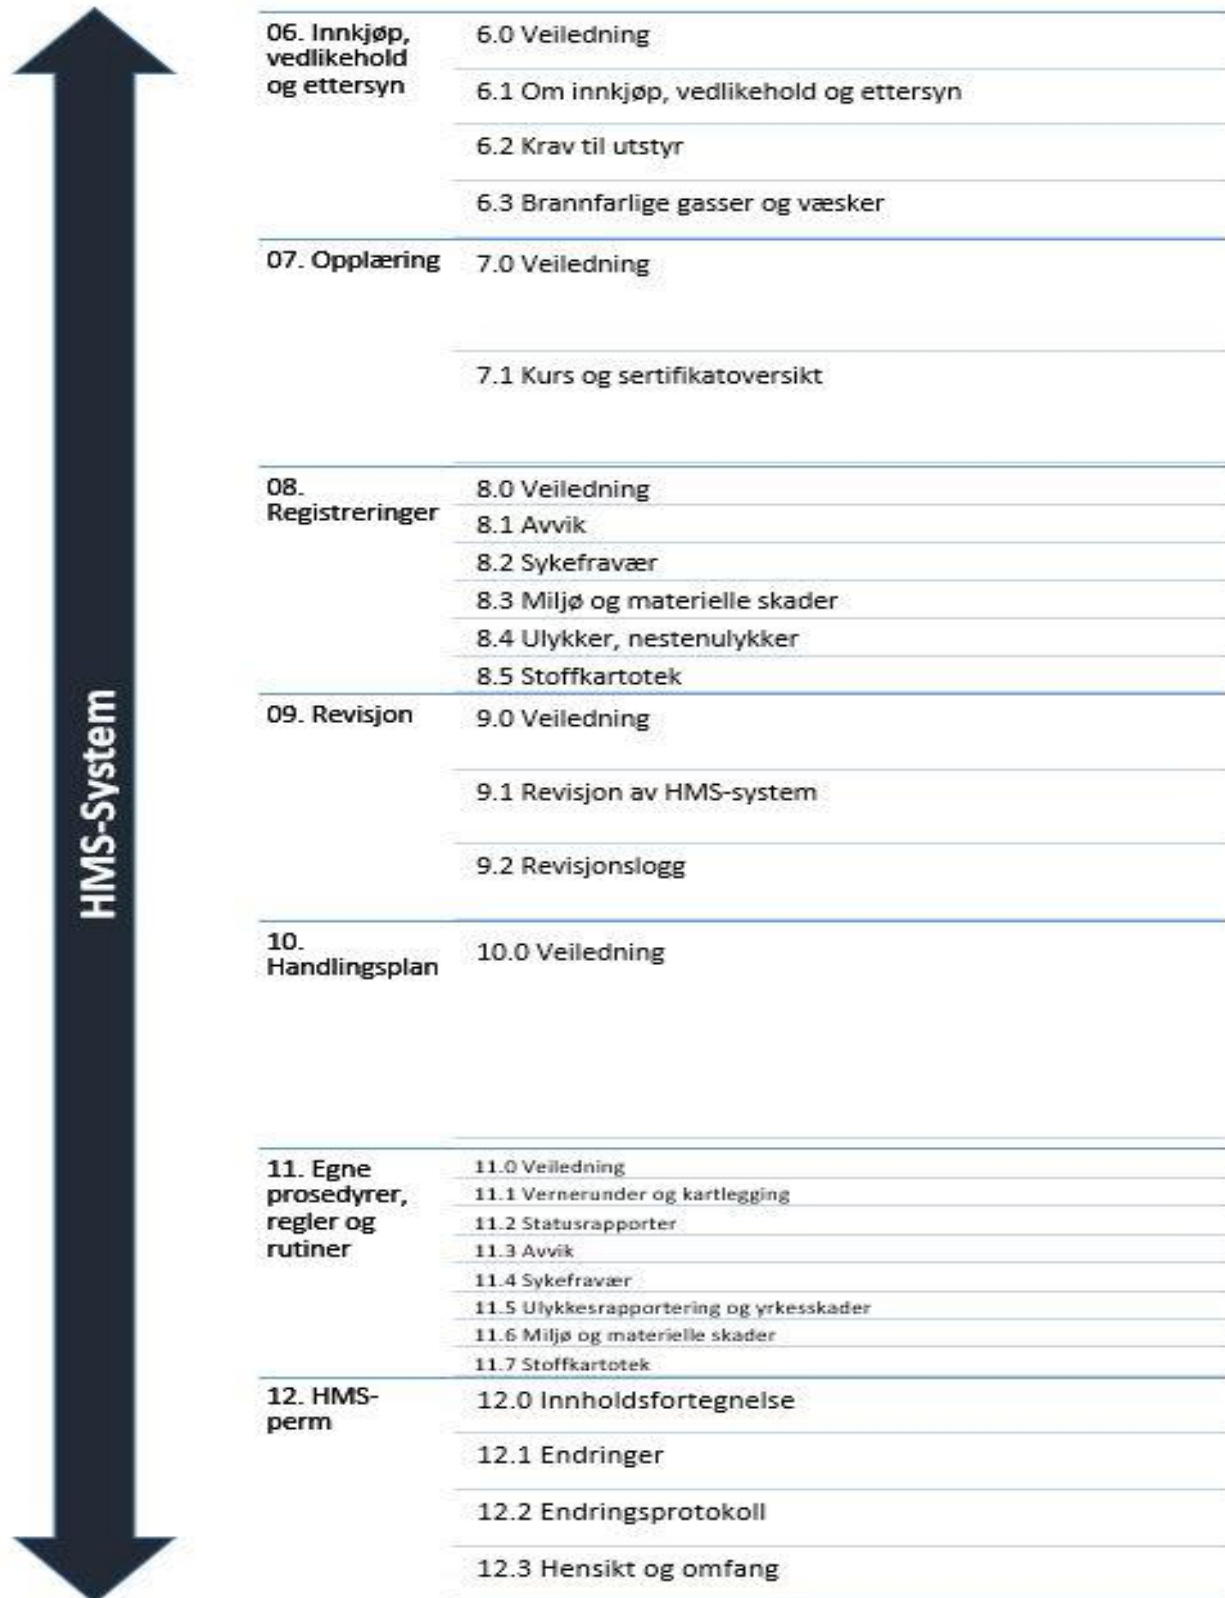 HMS-System
06. Innkjøp,
vedlikehold
og ettersyn
6.0 Veiledning
6.1 Om innkjøp, vedlikehold og ettersyn
6.2 Krav til utstyr
6.3 Brannfarlige gasser og væsker
07. Opplæring
7.0 Veiledning
7.1 Kurs og sertifikatoversikt
08.
Registreringer
8.0 Veiledning
8.1 Avvik
8.2 Sykefravær
8.3 Miljø og materielle skader
8.4 Ulykker, nestenulykker
8.5 Stoffkartotek
09. Revisjon
9.0 Veiledning
9.1 Revisjon av HMS-system
9.2 Revisjonslogg
10.
Handlingsplan
10.0 Veiledning
11. Egne
prosedyrer,
regler og
rutiner
11.0 Veiledning
11.1 Vernerunder og kartlegging
11.2 Statusrapporter
11.3 Avvik
11.4 Sykefravær
11.5 Ulykkesrapportering og yrkesskader
11.6 Miljø og materielle skader
11.7 Stoffkartotek
12. HMS-
perm
12.0 Innholdsfortegnelse
12.1 Endringer
12.2 Endringsprotokoll
12.3 Hensikt og omfang